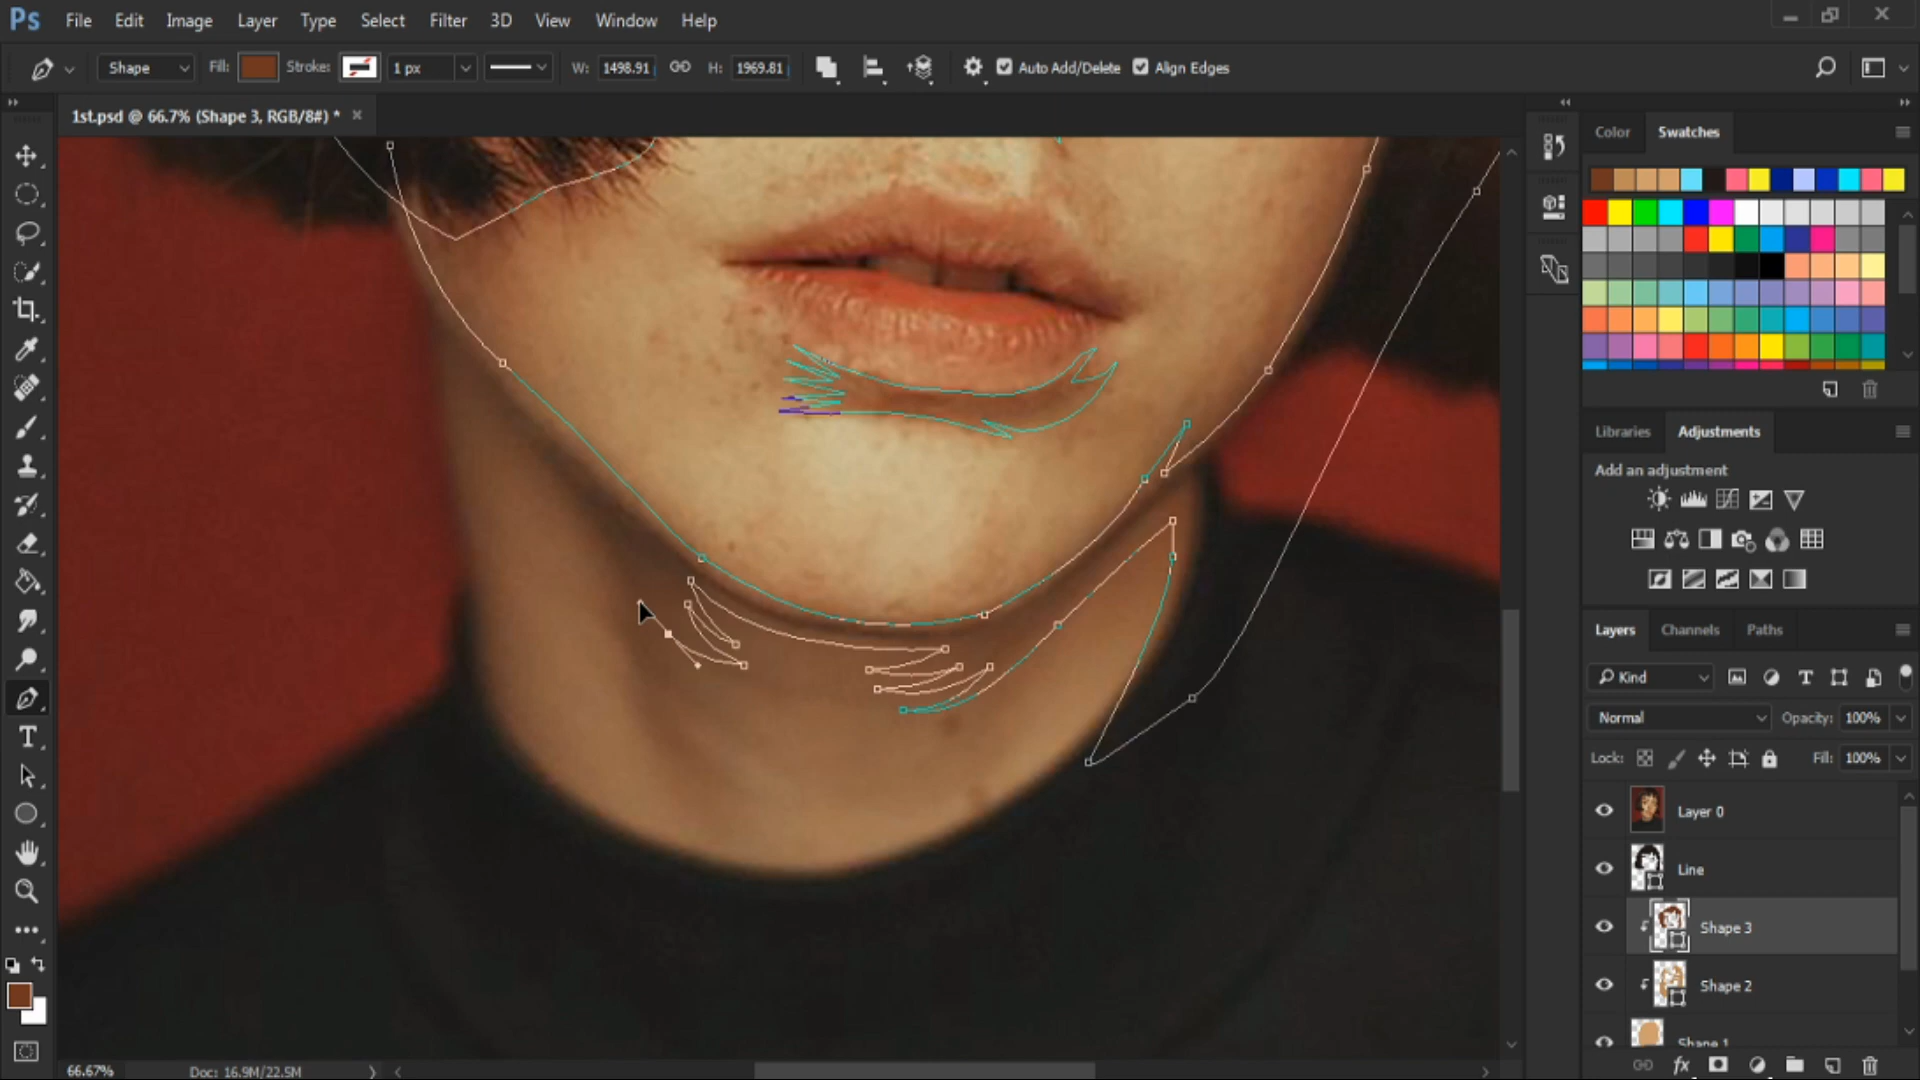 Ps File Edit Image Layer Type Select Filter 3D View Window Help
Shape Fill: Stroke: 1 px W: 1498.91 H: 1969.81 Auto Add/Delete Align Edges
1st.psd @ 66.7% (Shape 3, RGB/8#) *
Color Swatches
Libraries Adjustments
Add an adjustment
Layers Channels Paths
Kind
Normal Opacity: 100%
Lock: Fill: 100%
Layer 0
Line
Shape 3
Shape 2
Shape 1
66.67% Doc: 16.9M/22.5M
fx